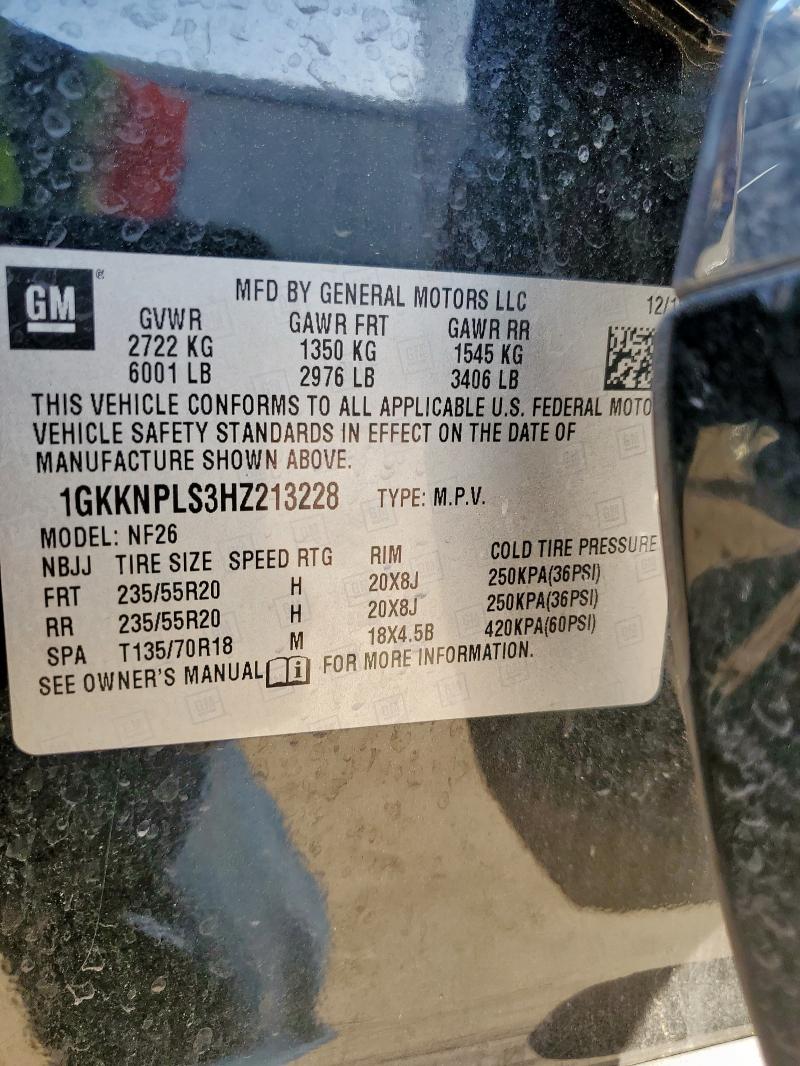 GM®
MFD BY GENERAL MOTORS LLC 12/1
GVWR GAWR FRT GAWR RR
2722 KG 1350 KG 1545 KG
6001 LB 2976 LB 3406 LB
THIS VEHICLE CONFORMS TO ALL APPLICABLE U.S. FEDERAL MOTO
VEHICLE SAFETY STANDARDS IN EFFECT ON THE DATE OF
MANUFACTURE SHOWN ABOVE.
1GKKNPLS3HZ213228 TYPE: M.P.V.
MODEL: NF26
NBJJ TIRE SIZE SPEED RTG RIM COLD TIRE PRESSURE
FRT 235/55R20 H 20X8J 250KPA(36PSI)
RR 235/55R20 H 20X8J 250KPA(36PSI)
SPA T135/70R18 M 18X4.5B 420KPA(60PSI)
SEE OWNER'S MANUAL i FOR MORE INFORMATION.